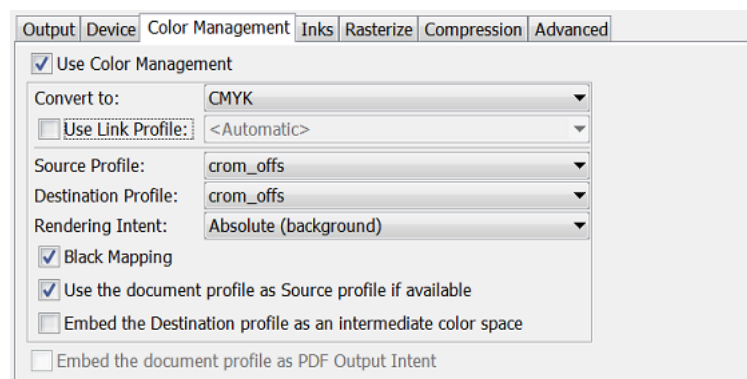 Output Device Color Management Inks Rasterize Compression Advanced
Use Color Management
Convert to: CMYK
Use Link Profile: <Automatic>
Source Profile: crom_offs
Destination Profile: crom_offs
Rendering Intent: Absolute (background)
Black Mapping
Use the document profile as Source profile if available
Embed the Destination profile as an intermediate color space
Embed the document profile as PDF Output Intent